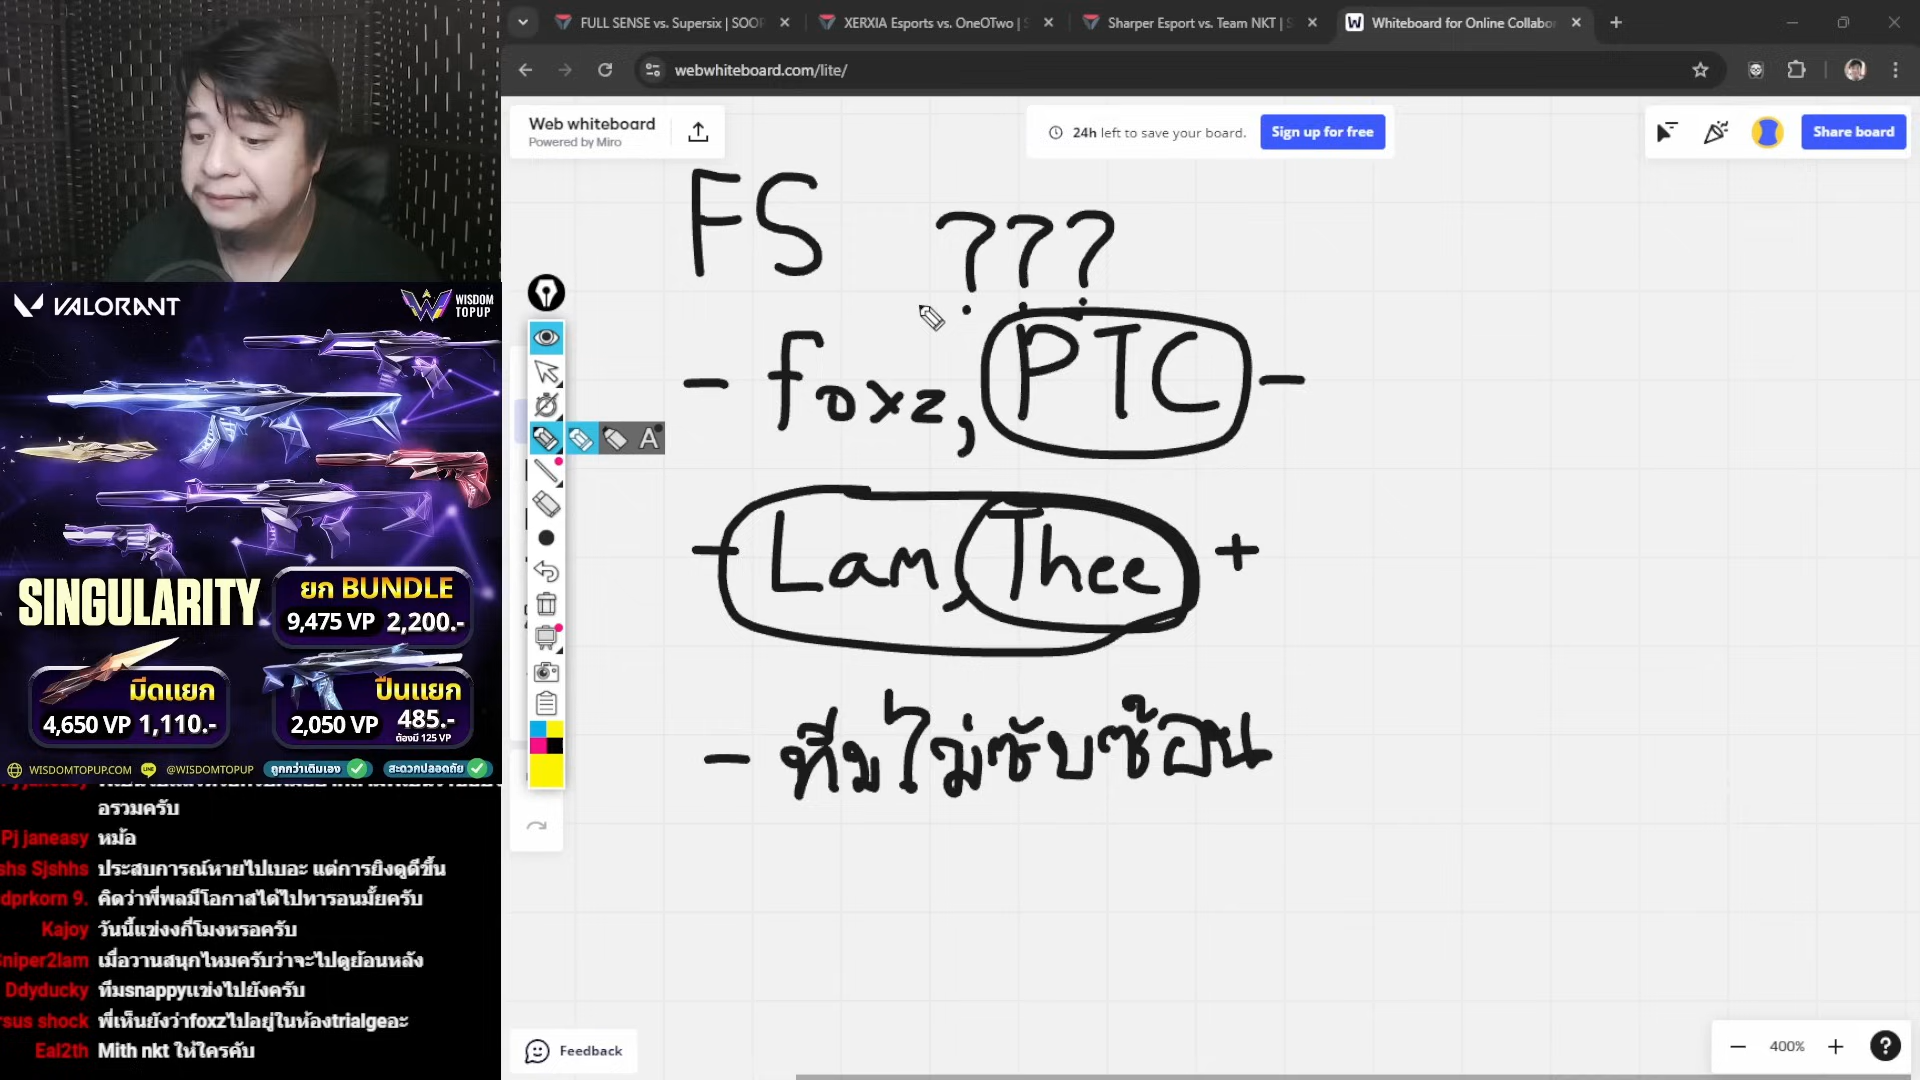 FULL SENSE vs. Supersix | SOOP
XERXIA Esports vs. OneOTwo | S
Sharper Esport vs. Team NKT | S
Whiteboard for Online Collabor
webwhiteboard.com/lite/
Web whiteboard
Powered by Miro
24h left to save your board.
Sign up for free
Share board
FS ???
- foxz, PTC -
- Lam, Thee +
- ทีมไม่ซับซ้อน
A
VALORANT
WISDOM
TOPUP
SINGULARITY
ยก BUNDLE
9,475 VP 2,200.-
มีดแยก
4,650 VP 1,110.-
ปืนแยก
2,050 VP 485.-
ต้องมี 125 VP
WISDOMTOPUP.COM @WISDOMTOPUP ถูกกว่าเติมเอง สะดวกปลอดภัย
อรวมครับ
Pj janeasy หม้อ
shs Sjshhs ประสบการณ์หายไปเบอะ แต่การยิงดูดีขึ้น
dprkorn 9. คิดว่าพี่พลมีโอกาสได้ไปทารอนมั้ยครับ
Kajoy วันนี้แข่งงกี่โมงหรอครับ
niper2lam เมื่อวานสนุกไหมครับว่าจะไปดูย้อนหลัง
Ddyducky ทีมsnappyแข่งไปยังครับ
rsus shock พี่เห็นยังว่าfoxzไปอยู่ในห้องtrialgeอะ
Eal2th Mith nkt ให้ใครคับ
Feedback
400%